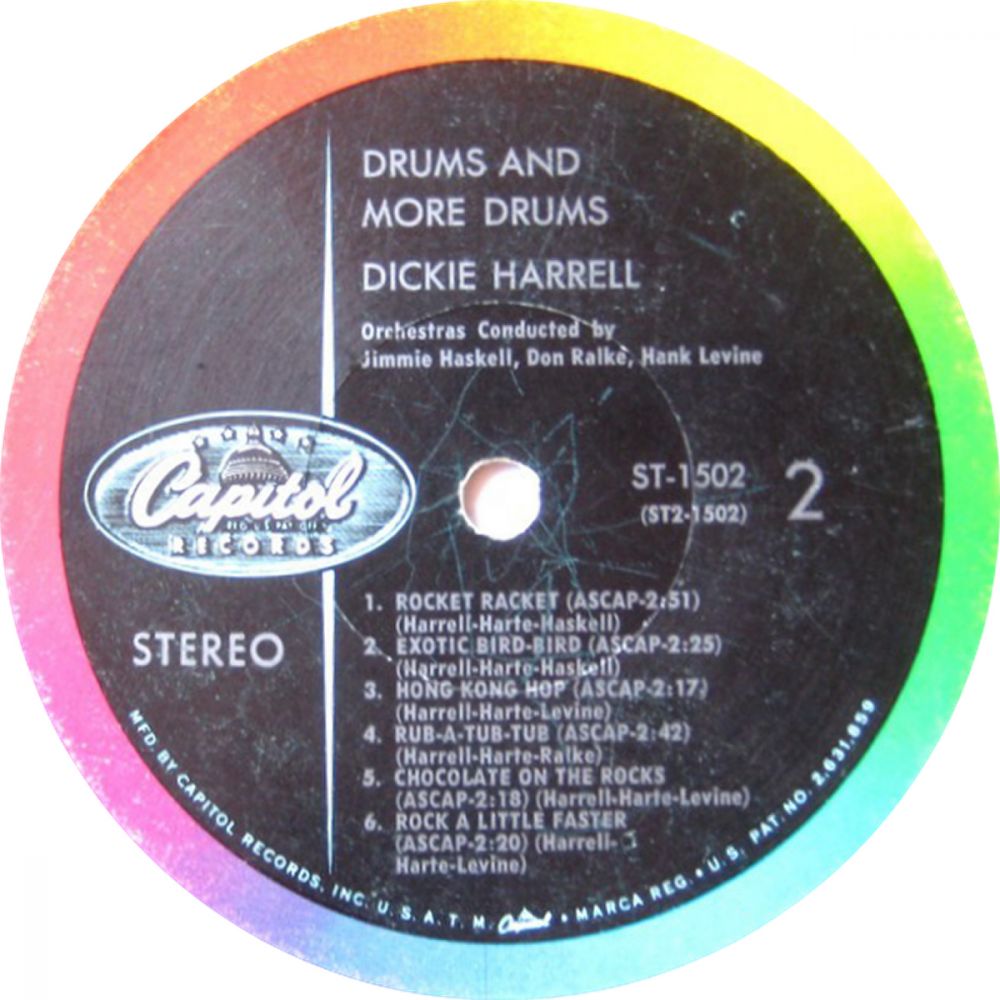 DRUMS AND
MORE DRUMS
DICKIE HARRELL
Orchestras Conducted by
Jimmie Haskell, Don Ralke, Hank Levine
Capitol
RECORDS
STEREO
ST-1502
(ST2-1502)
2
1. ROCKET RACKET (ASCAP-2:51)
(Harrell-Harte-Haskell)
2. EXOTIC BIRD-BIRD (ASCAP-2:25)
(Harrell-Harte-Haskell)
3. HONG KONG HOP (ASCAP-2:17)
(Harrell-Harte-Levine)
4. RUB-A-TUB-TUB (ASCAP-2:42)
(Harrell-Harte-Ralke)
5. CHOCOLATE ON THE ROCKS
(ASCAP-2:18) (Harrell-Harte-Levine)
6. ROCK A LITTLE FASTER
(ASCAP-2:20) (Harrell-
Harte-Levine)
MFD. BY CAPITOL RECORDS, INC. U.S.A. T.M. Capitol • MARCA REG. • U.S. PAT. NO. 2,631,859